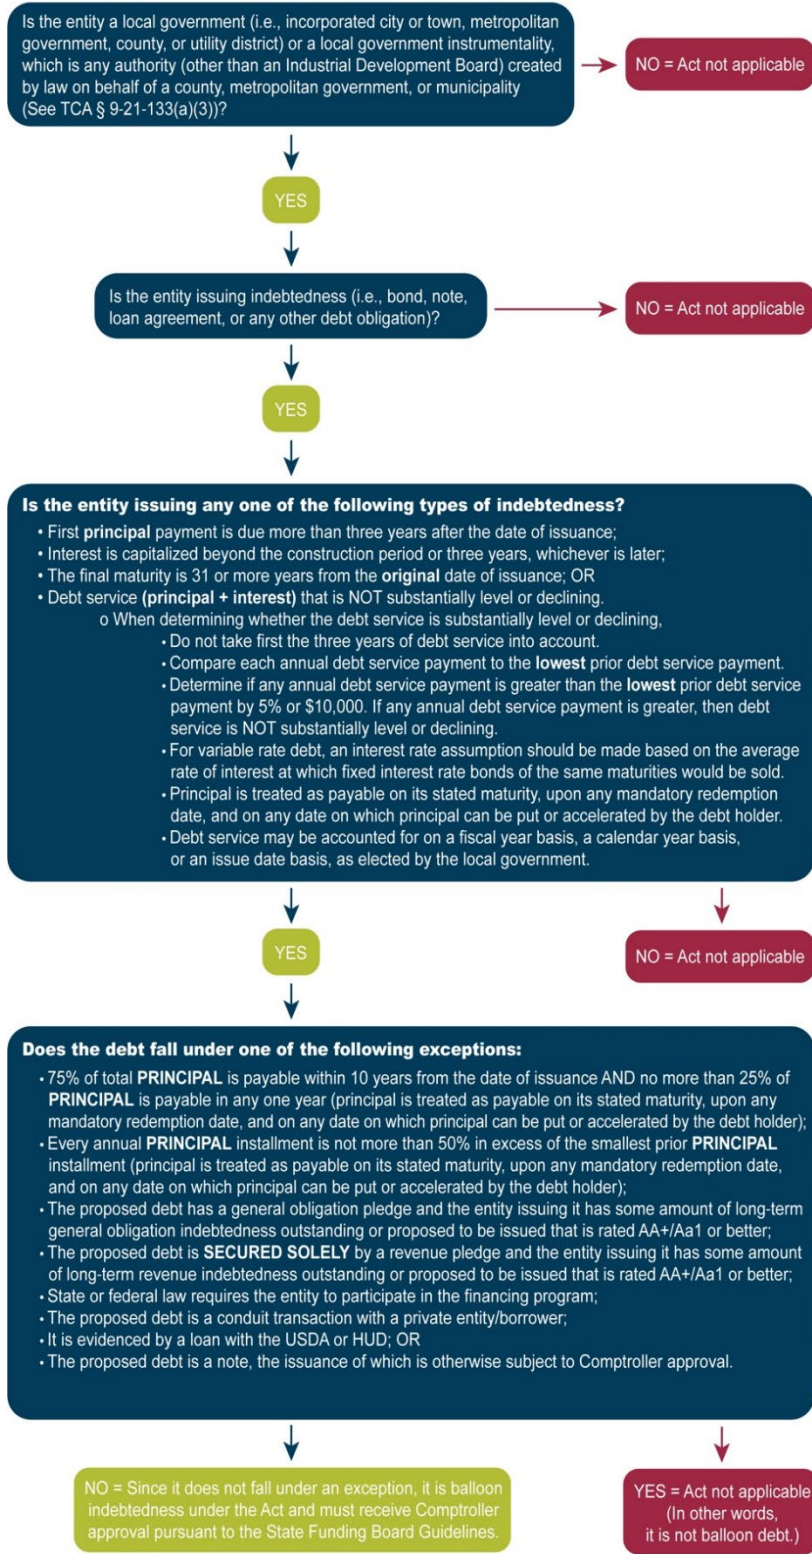 Is the entity a local government (i.e., incorporated city or town, metropolitan
government, county, or utility district) or a local government instrumentality,
which is any authority (other than an Industrial Development Board) created
by law on behalf of a county, metropolitan government, or municipality
(See TCA § 9-21-133(a)(3))?
NO = Act not applicable
YES
Is the entity issuing indebtedness (i.e., bond, note,
loan agreement, or any other debt obligation)?
NO = Act not applicable
YES
Is the entity issuing any one of the following types of indebtedness?
• First principal payment is due more than three years after the date of issuance;
• Interest is capitalized beyond the construction period or three years, whichever is later;
• The final maturity is 31 or more years from the original date of issuance; OR
• Debt service (principal + interest) that is NOT substantially level or declining.
o When determining whether the debt service is substantially level or declining,
• Do not take first the three years of debt service into account.
• Compare each annual debt service payment to the lowest prior debt service payment.
• Determine if any annual debt service payment is greater than the lowest prior debt service
payment by 5% or $10,000. If any annual debt service payment is greater, then debt
service is NOT substantially level or declining.
• For variable rate debt, an interest rate assumption should be made based on the average
rate of interest at which fixed interest rate bonds of the same maturities would be sold.
• Principal is treated as payable on its stated maturity, upon any mandatory redemption
date, and on any date on which principal can be put or accelerated by the debt holder.
• Debt service may be accounted for on a fiscal year basis, a calendar year basis,
or an issue date basis, as elected by the local government.
YES
NO = Act not applicable
Does the debt fall under one of the following exceptions:
• 75% of total PRINCIPAL is payable within 10 years from the date of issuance AND no more than 25% of
PRINCIPAL is payable in any one year (principal is treated as payable on its stated maturity, upon any
mandatory redemption date, and on any date on which principal can be put or accelerated by the debt holder);
• Every annual PRINCIPAL installment is not more than 50% in excess of the smallest prior PRINCIPAL
installment (principal is treated as payable on its stated maturity, upon any mandatory redemption date,
and on any date on which principal can be put or accelerated by the debt holder);
• The proposed debt has a general obligation pledge and the entity issuing it has some amount of long-term
general obligation indebtedness outstanding or proposed to be issued that is rated AA+/Aa1 or better;
• The proposed debt is SECURED SOLELY by a revenue pledge and the entity issuing it has some amount
of long-term revenue indebtedness outstanding or proposed to be issued that is rated AA+/Aa1 or better;
• State or federal law requires the entity to participate in the financing program;
• The proposed debt is a conduit transaction with a private entity/borrower;
• It is evidenced by a loan with the USDA or HUD; OR
• The proposed debt is a note, the issuance of which is otherwise subject to Comptroller approval.
NO = Since it does not fall under an exception, it is balloon
indebtedness under the Act and must receive Comptroller
approval pursuant to the State Funding Board Guidelines.
YES = Act not applicable
(In other words,
it is not balloon debt.)